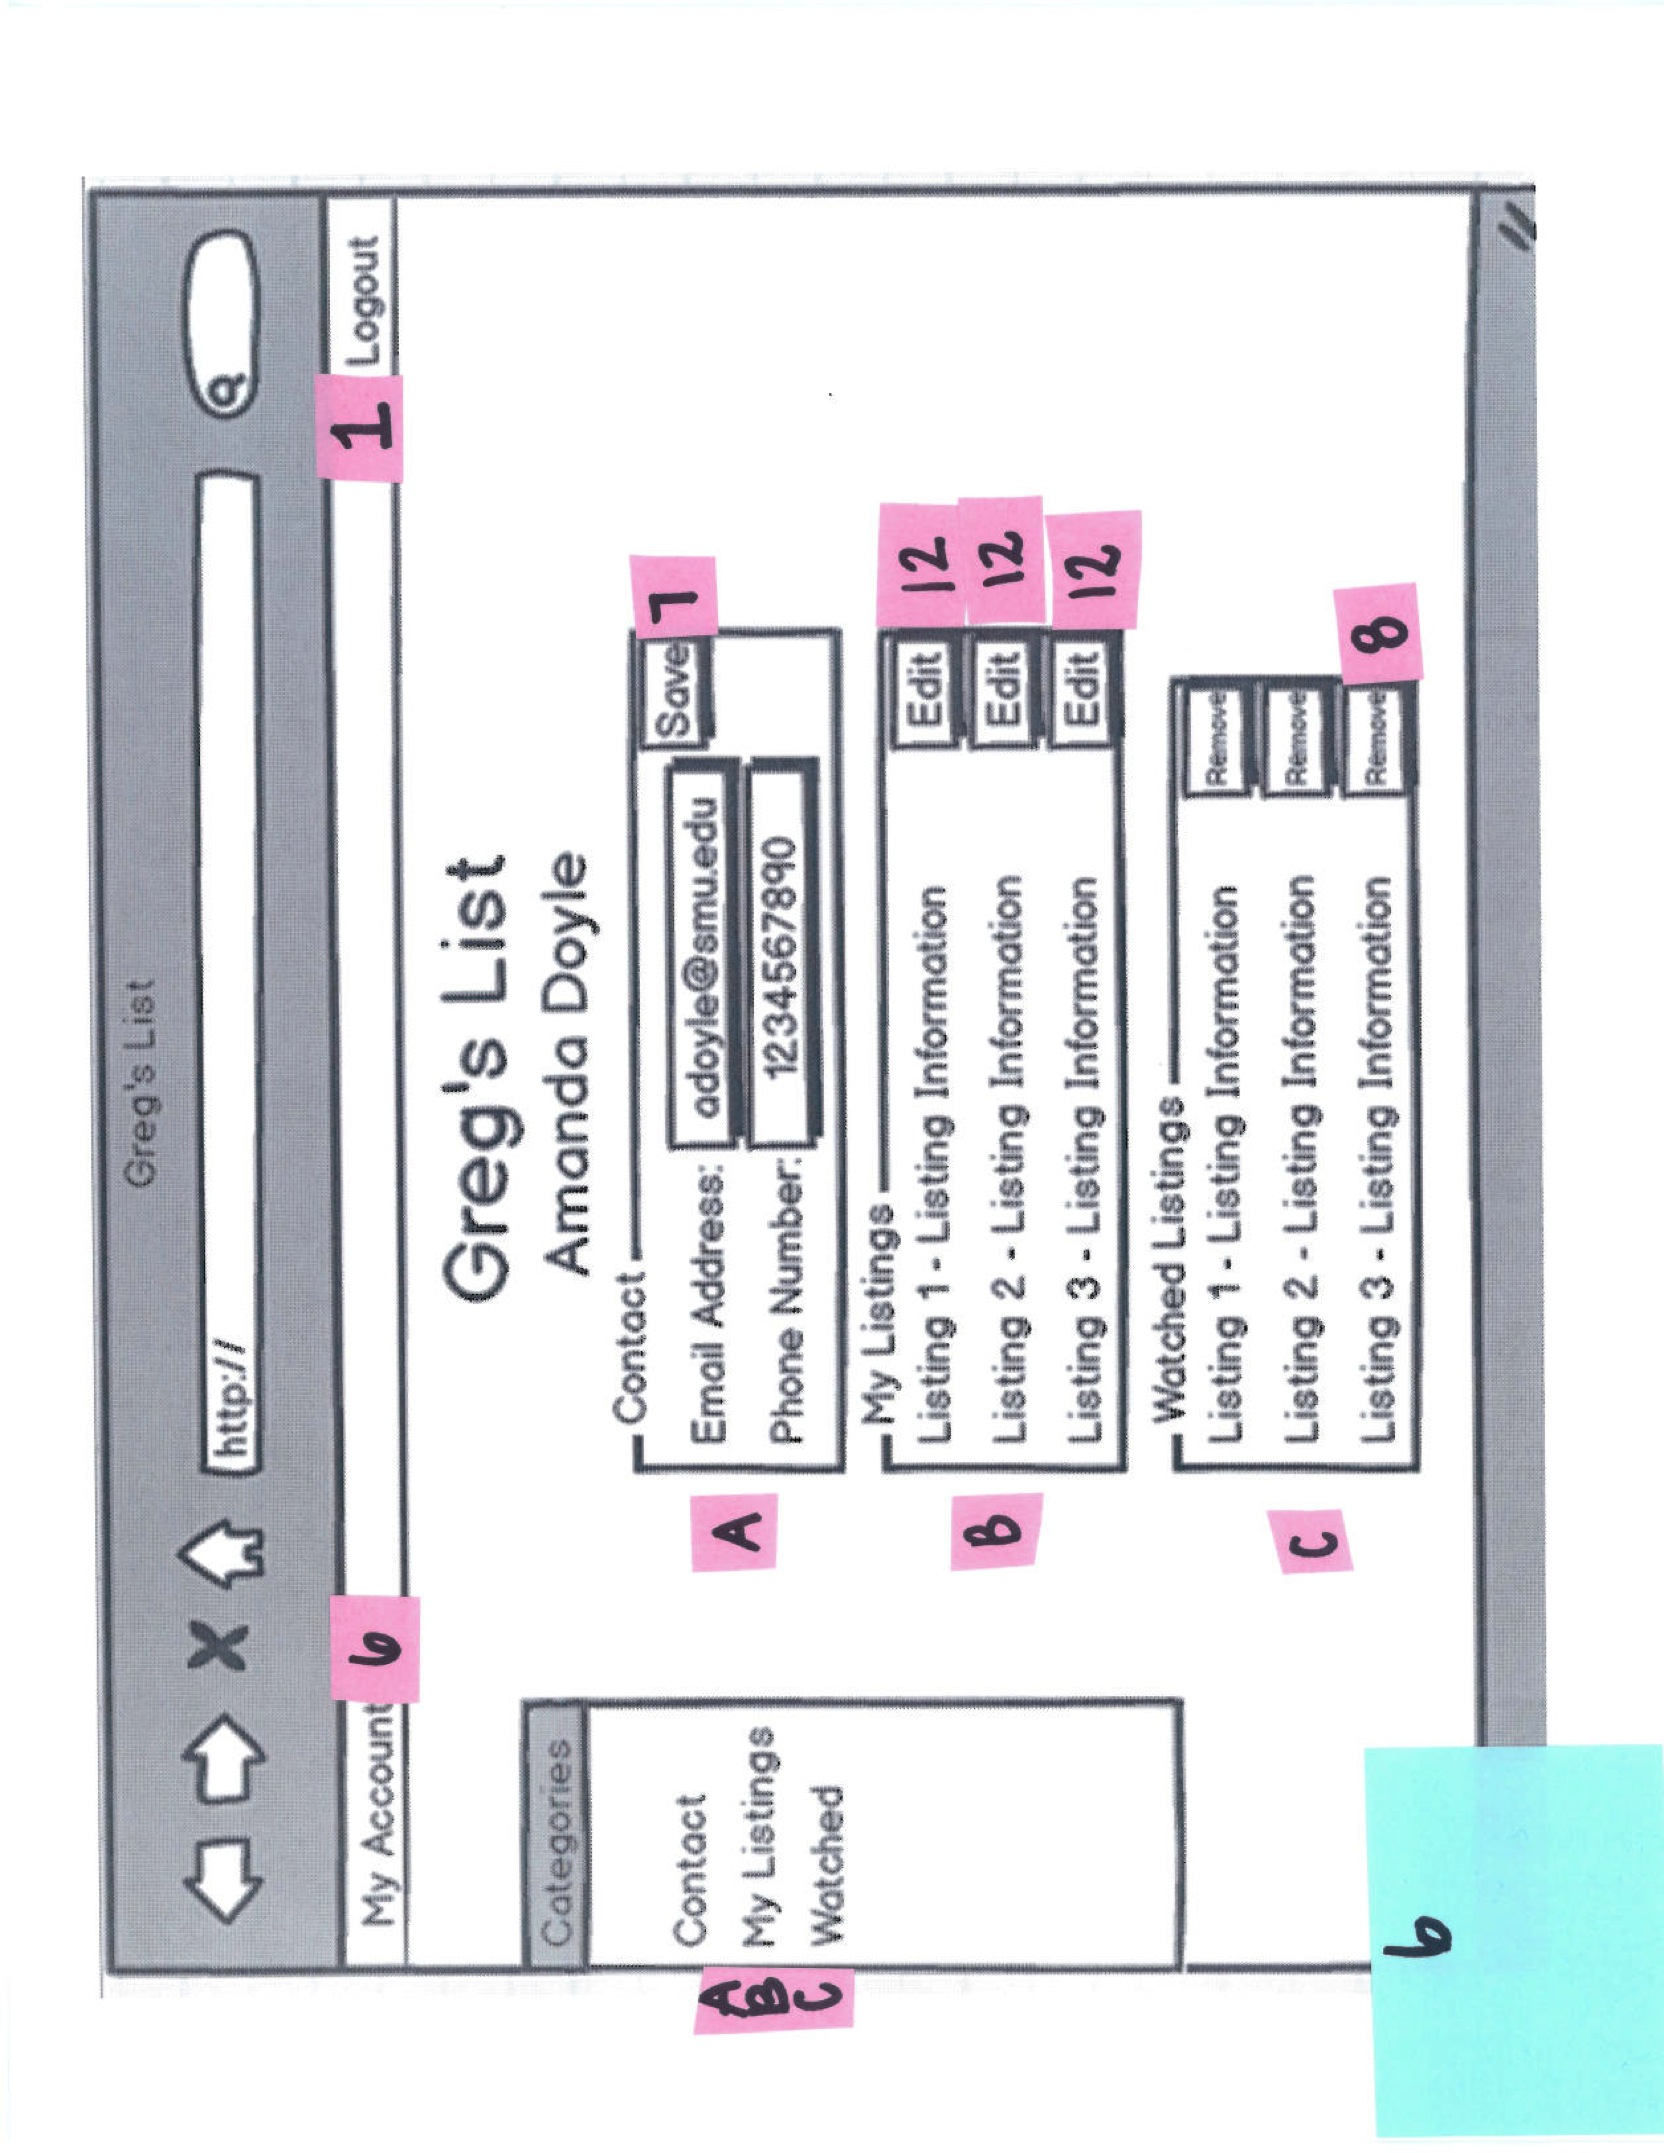 Greg's List
http://
My Account 6 1 Logout
Greg's List
Amanda Doyle
Categories
A Contact
B My Listings
C Watched
A
Contact
Save 7
Email Address: adoyle@smu.edu
Phone Number: 1234567890
B
My Listings
Listing 1 - Listing Information Edit 12
Listing 2 - Listing Information Edit 12
Listing 3 - Listing Information Edit 12
C
Watched Listings
Listing 1 - Listing Information Remove
Listing 2 - Listing Information Remove
Listing 3 - Listing Information Remove 8
6